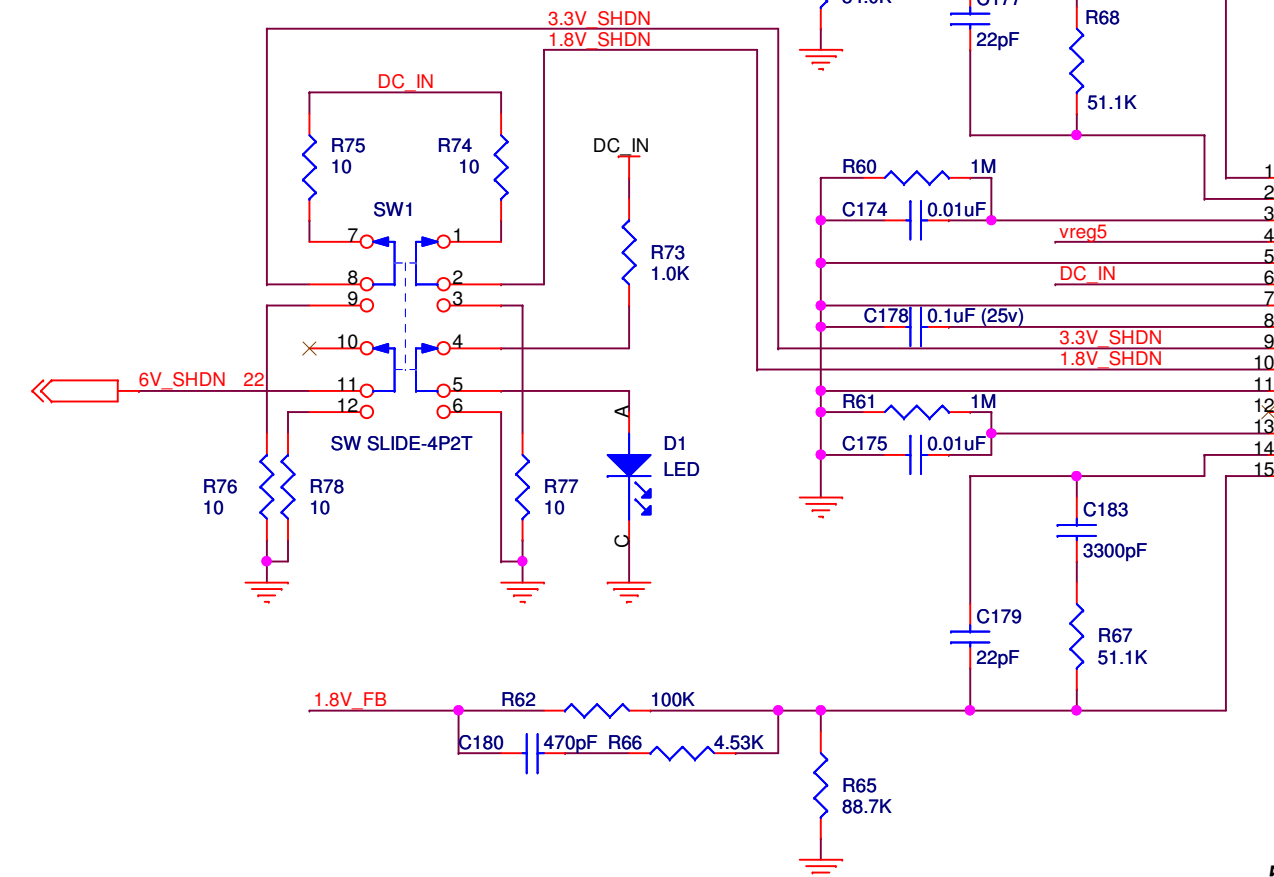 3.3V_SHDN
1.8V_SHDN
DC_IN
R75
10
R74
10
SW1
7
1
8
2
9
3
10
4
11
5
12
6
SW SLIDE-4P2T
6V_SHDN 22
R76
10
R78
10
R77
10
DC_IN
R73
1.0K
A
D1
LED
C
22pF
R68
51.1K
R60 1M
C174 0.01uF
vreg5
DC_IN
C178 0.1uF (25v)
3.3V_SHDN
1.8V_SHDN
R61 1M
C175 0.01uF
1
2
3
4
5
6
7
8
9
10
11
12
13
14
15
C183
3300pF
C179
22pF
R67
51.1K
1.8V_FB
R62 100K
C180 470pF R66 4.53K
R65
88.7K